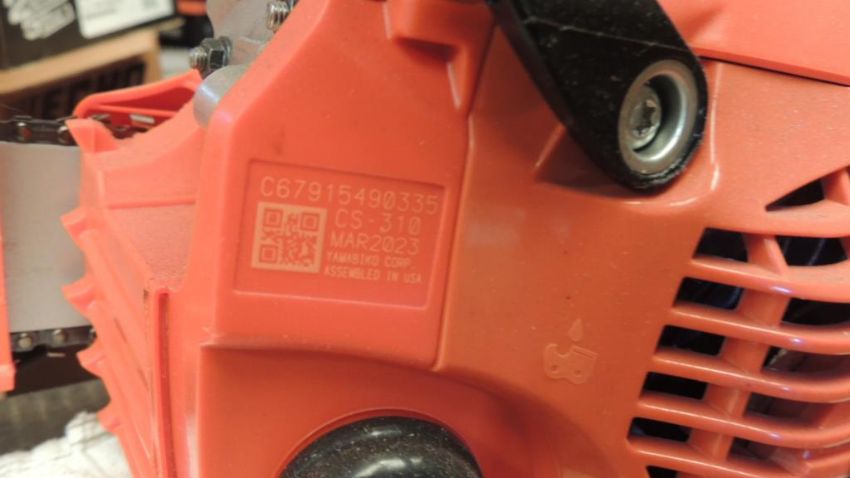 C67915490335
CS-310
MAR2023
YAMABIKO CORP.
ASSEMBLED IN USA